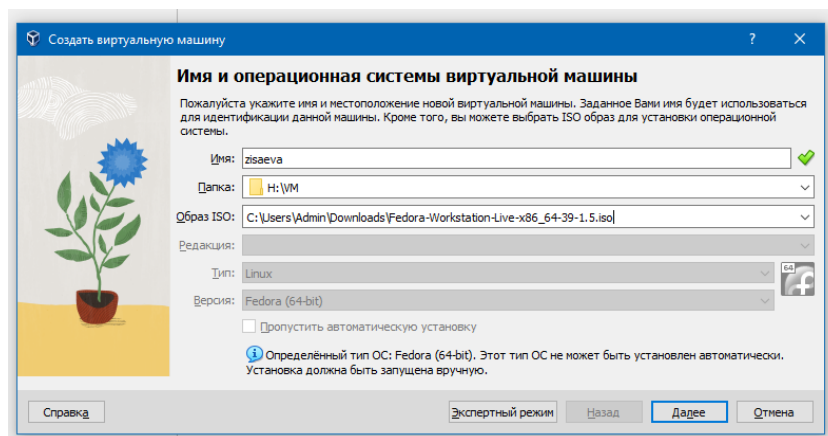 Создать виртуальную машину
Имя и операционная системы виртуальной машины
Пожалуйста укажите имя и местоположение новой виртуальной машины. Заданное Вами имя будет использоваться
для идентификации данной машины. Кроме того, вы можете выбрать ISO образ для установки операционной
системы.
Имя: zisaeva
Папка: H:\VM
Образ ISO: C:\Users\Admin\Downloads\Fedora-Workstation-Live-x86_64-39-1.5.iso
Редакция:
Тип: Linux
64
Версия: Fedora (64-bit)
Пропустить автоматическую установку
Определённый тип ОС: Fedora (64-bit). Этот тип ОС не может быть установлен автоматически.
Установка должна быть запущена вручную.
Справка Экспертный режим Назад Далее Отмена